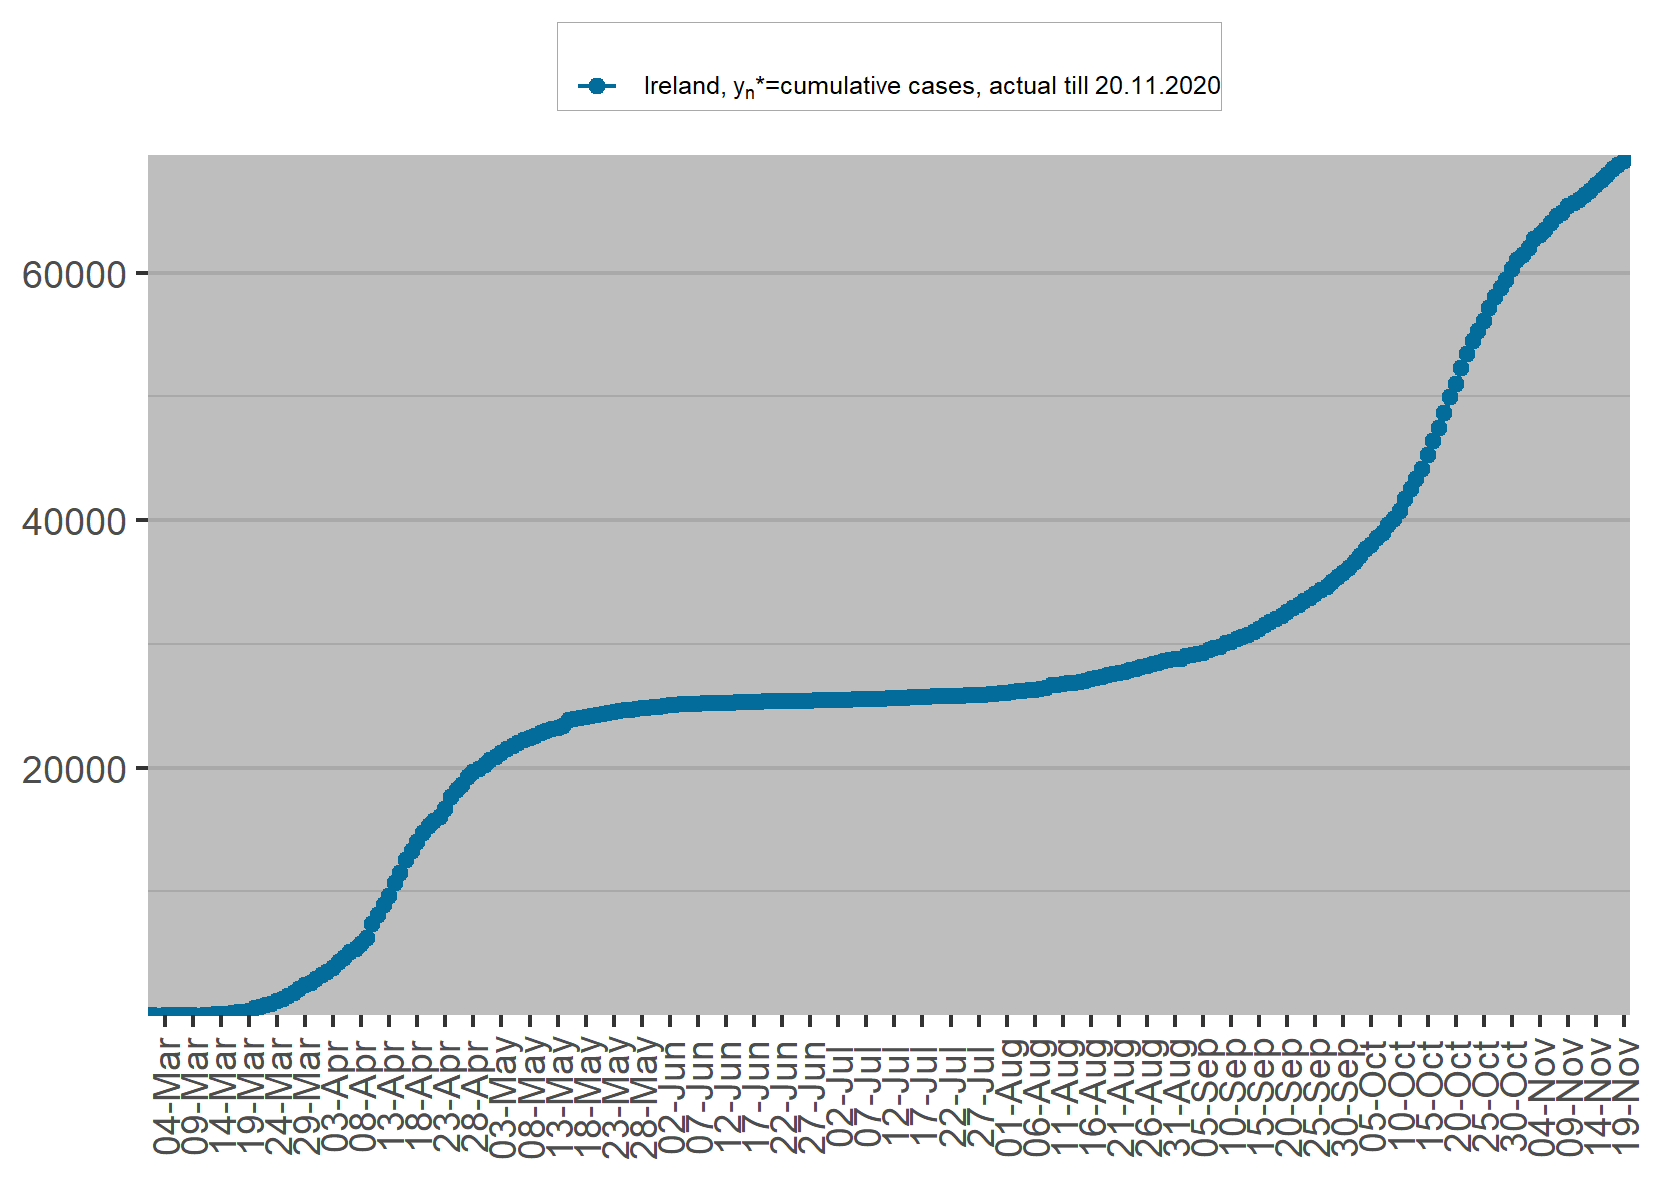 Ireland, yn*=cumulative cases, actual till 20.11.2020
60000
40000
20000
04-Mar
09-Mar
14-Mar
19-Mar
24-Mar
29-Mar
03-Apr
08-Apr
13-Apr
18-Apr
23-Apr
28-Apr
03-May
08-May
13-May
18-May
23-May
28-May
02-Jun
07-Jun
12-Jun
17-Jun
22-Jun
27-Jun
02-Jul
07-Jul
12-Jul
17-Jul
22-Jul
27-Jul
01-Aug
06-Aug
11-Aug
16-Aug
21-Aug
26-Aug
31-Aug
05-Sep
10-Sep
15-Sep
20-Sep
25-Sep
30-Sep
05-Oct
10-Oct
15-Oct
20-Oct
25-Oct
30-Oct
04-Nov
09-Nov
14-Nov
19-Nov